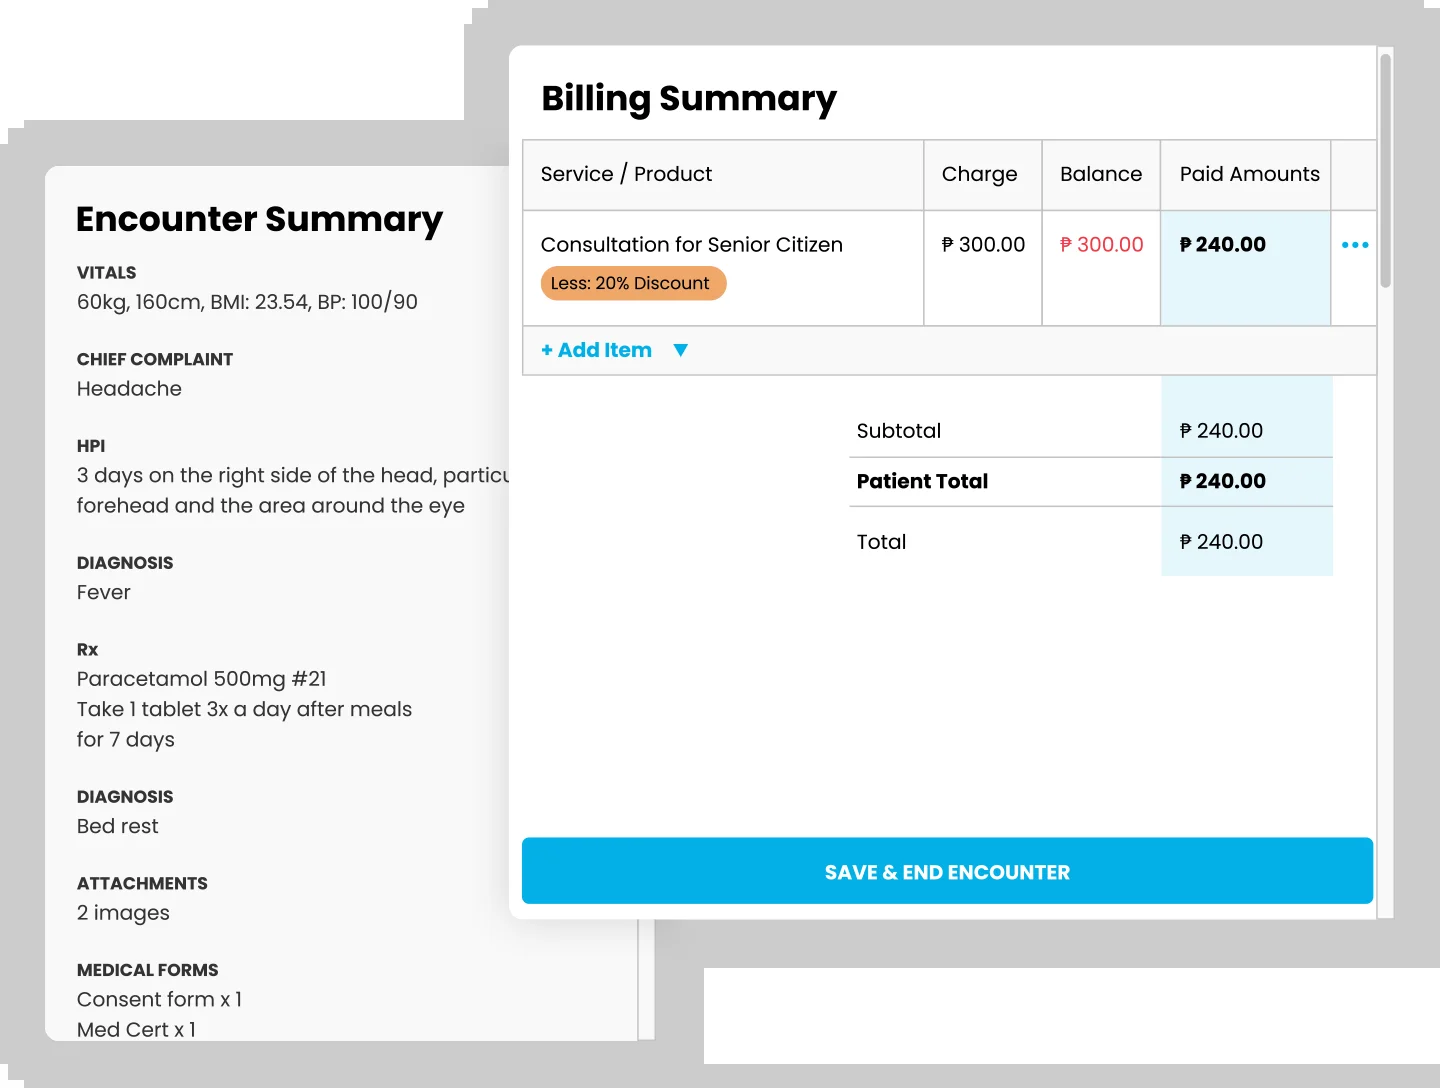 Encounter Summary
VITALS
60kg, 160cm, BMI: 23.54, BP: 100/90
CHIEF COMPLAINT
Headache
HPI
3 days on the right side of the head,
forehead and the area around the eye
DIAGNOSIS
Fever
Rx
Paracetamol 500mg #21
Take 1 tablet 3x a day after meals
for 7 days
DIAGNOSIS
Bed rest
ATTACHMENTS
2 images
MEDICAL FORMS
Consent form x 1
Med Cert x 1
Billing Summary
Service / Product Charge Balance Paid Amounts
Consultation for Senior Citizen ₱ 300.00 ₱ 300.00 ₱ 240.00
Less: 20% Discount
+ Add Item ▼
Subtotal ₱ 240.00
Patient Total ₱ 240.00
Total ₱ 240.00
SAVE & END ENCOUNTER